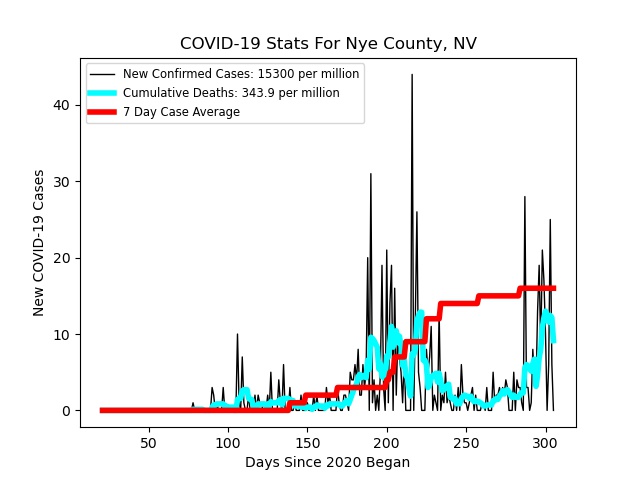 COVID-19 Stats For Nye County, NV
New Confirmed Cases: 15300 per million
Cumulative Deaths: 343.9 per million
7 Day Case Average
New COVID-19 Cases
40
30
20
10
0
50 100 150 200 250 300
Days Since 2020 Began